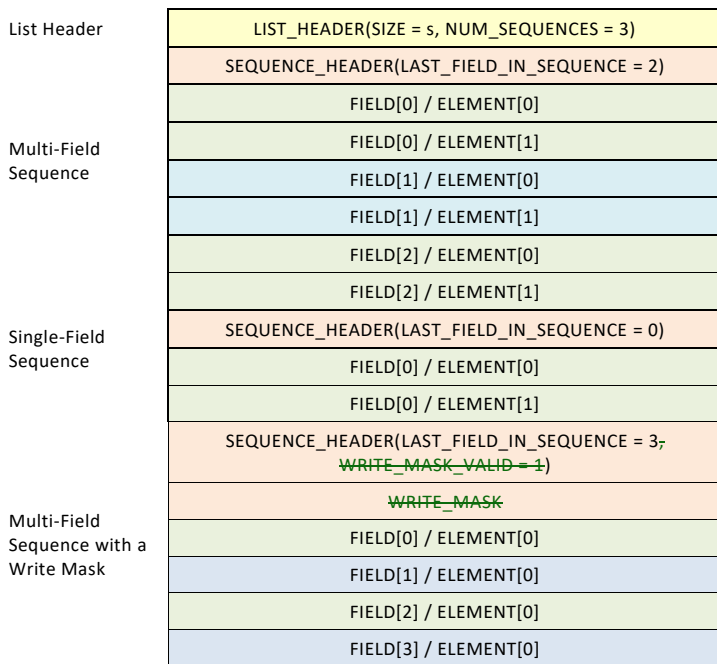 List Header
LIST_HEADER(SIZE = s, NUM_SEQUENCES = 3)
SEQUENCE_HEADER(LAST_FIELD_IN_SEQUENCE = 2)
FIELD[0] / ELEMENT[0]
FIELD[0] / ELEMENT[1]
Multi-Field
Sequence
FIELD[1] / ELEMENT[0]
FIELD[1] / ELEMENT[1]
FIELD[2] / ELEMENT[0]
FIELD[2] / ELEMENT[1]
Single-Field
Sequence
SEQUENCE_HEADER(LAST_FIELD_IN_SEQUENCE = 0)
FIELD[0] / ELEMENT[0]
FIELD[0] / ELEMENT[1]
SEQUENCE_HEADER(LAST_FIELD_IN_SEQUENCE = 3,
WRITE_MASK_VALID = 1)
WRITE_MASK
Multi-Field
Sequence with a
Write Mask
FIELD[0] / ELEMENT[0]
FIELD[1] / ELEMENT[0]
FIELD[2] / ELEMENT[0]
FIELD[3] / ELEMENT[0]